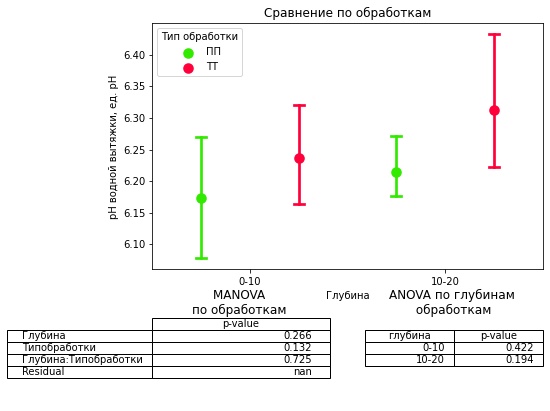 Сравнение по обработкам
Тип обработки
ПП
ТТ
рН водной вытяжки, ед. рН
6.40
6.35
6.30
6.25
6.20
6.15
6.10
0-10
10-20
Глубина
MANOVA
по обработкам
p-value
Глубина 0.266
Типобработки 0.132
Глубина:Типобработки 0.725
Residual nan
ANOVA по глубинам
обработкам
глубина p-value
0-10 0.422
10-20 0.194